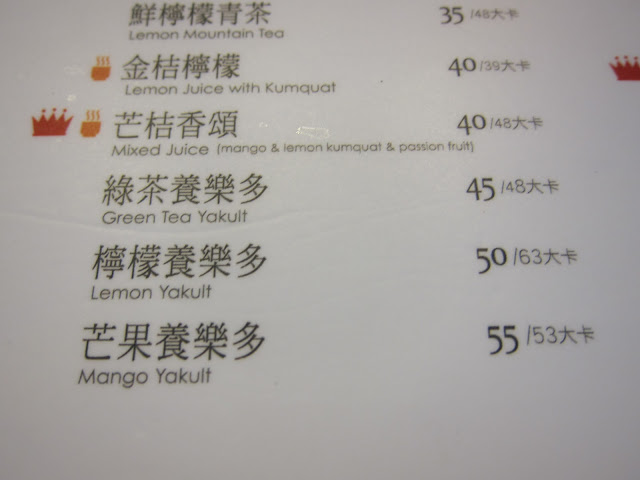 鮮檸檬青茶 35 /48大卡
Lemon Mountain Tea
金桔檸檬 40 /39大卡
Lemon Juice with Kumquat
芒桔香頌 40 /48大卡
Mixed Juice (mango & lemon kumquat & passion fruit)
綠茶養樂多 45 /48大卡
Green Tea Yakult
檸檬養樂多 50 /63大卡
Lemon Yakult
芒果養樂多 55 /53大卡
Mango Yakult